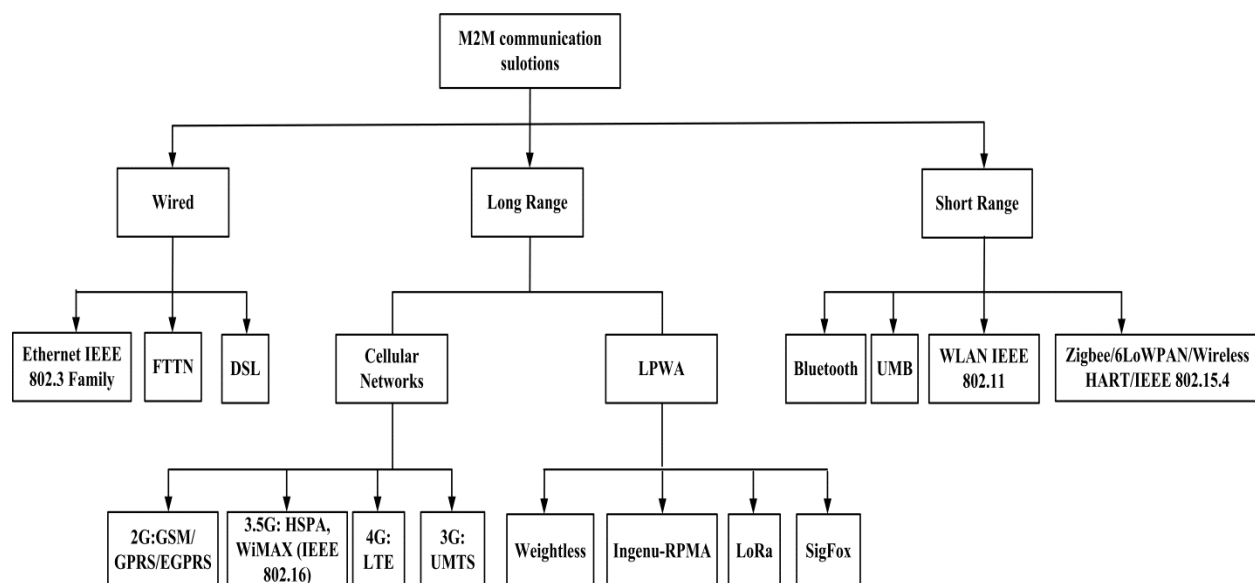 M2M communication
sulotions
Wired
Long Range
Short Range
Ethernet IEEE
802.3 Family
FTTN
DSL
Cellular
Networks
LPWA
Bluetooth
UMB
WLAN IEEE
802.11
Zigbee/6LoWPAN/Wireless
HART/IEEE 802.15.4
2G:GSM/
GPRS/EGPRS
3.5G: HSPA,
WiMAX (IEEE
802.16)
4G:
LTE
3G:
UMTS
Weightless
Ingenu-RPMA
LoRa
SigFox